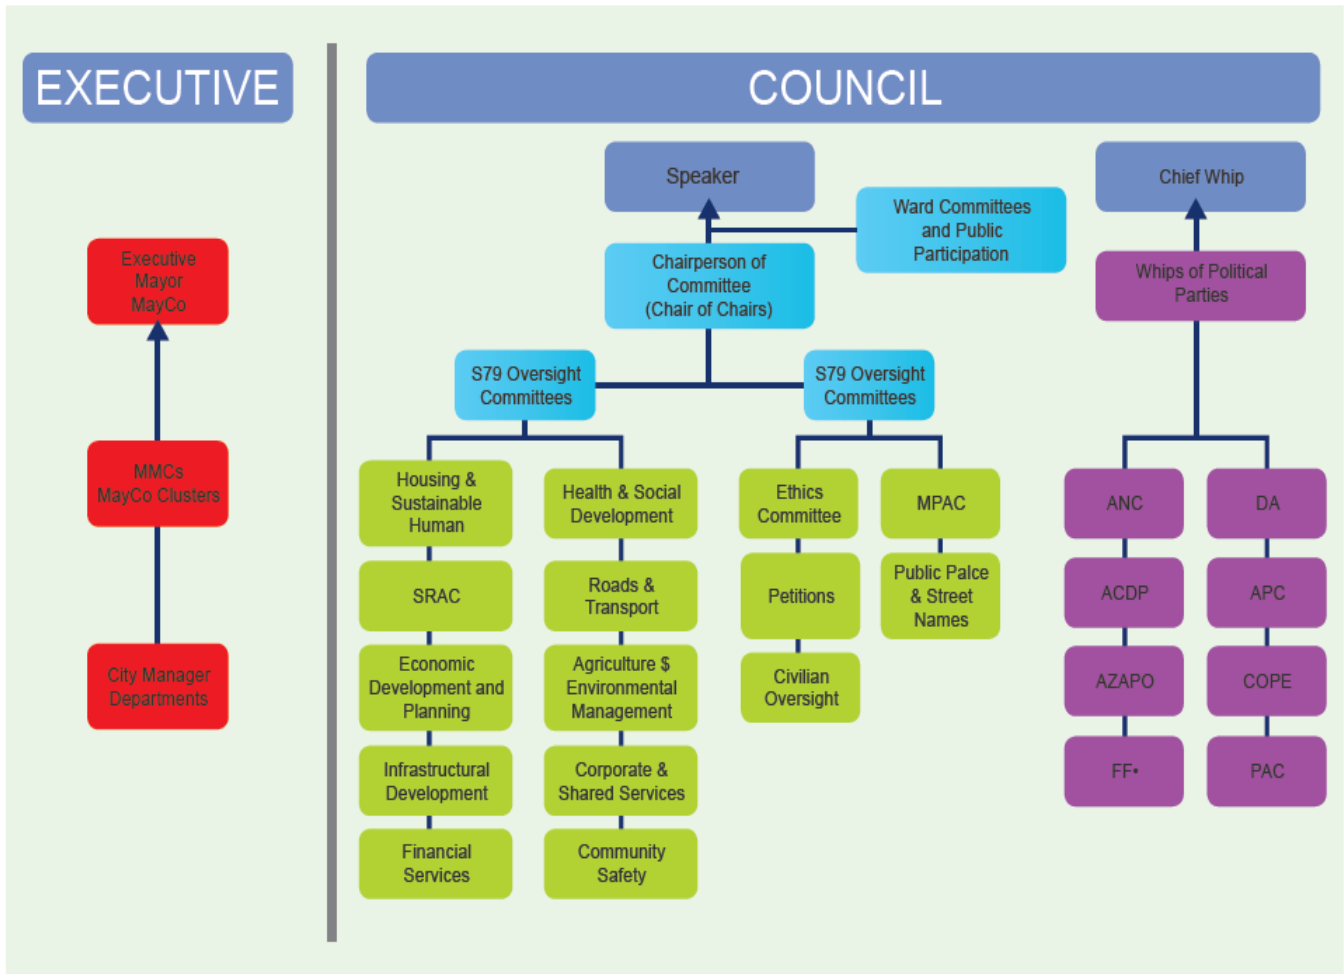 EXECUTIVE
COUNCIL
Executive
Mayor
MayCo
MMCs
MayCo Clusters
City Manager
Departments
Speaker
Ward Committees
and Public
Participation
Chairperson of
Committee
(Chair of Chairs)
S79 Oversight
Committees
S79 Oversight
Committees
Housing &
Sustainable
Human
SRAC
Economic
Development and
Planning
Infrastructural
Development
Financial
Services
Health & Social
Development
Roads &
Transport
Agriculture $
Environmental
Management
Corporate &
Shared Services
Community
Safety
Ethics
Committee
Petitions
Civilian
Oversight
MPAC
Public Palce
& Street
Names
Chief Whip
Whips of Political
Parties
ANC
ACDP
AZAPO
FF•
DA
APC
COPE
PAC